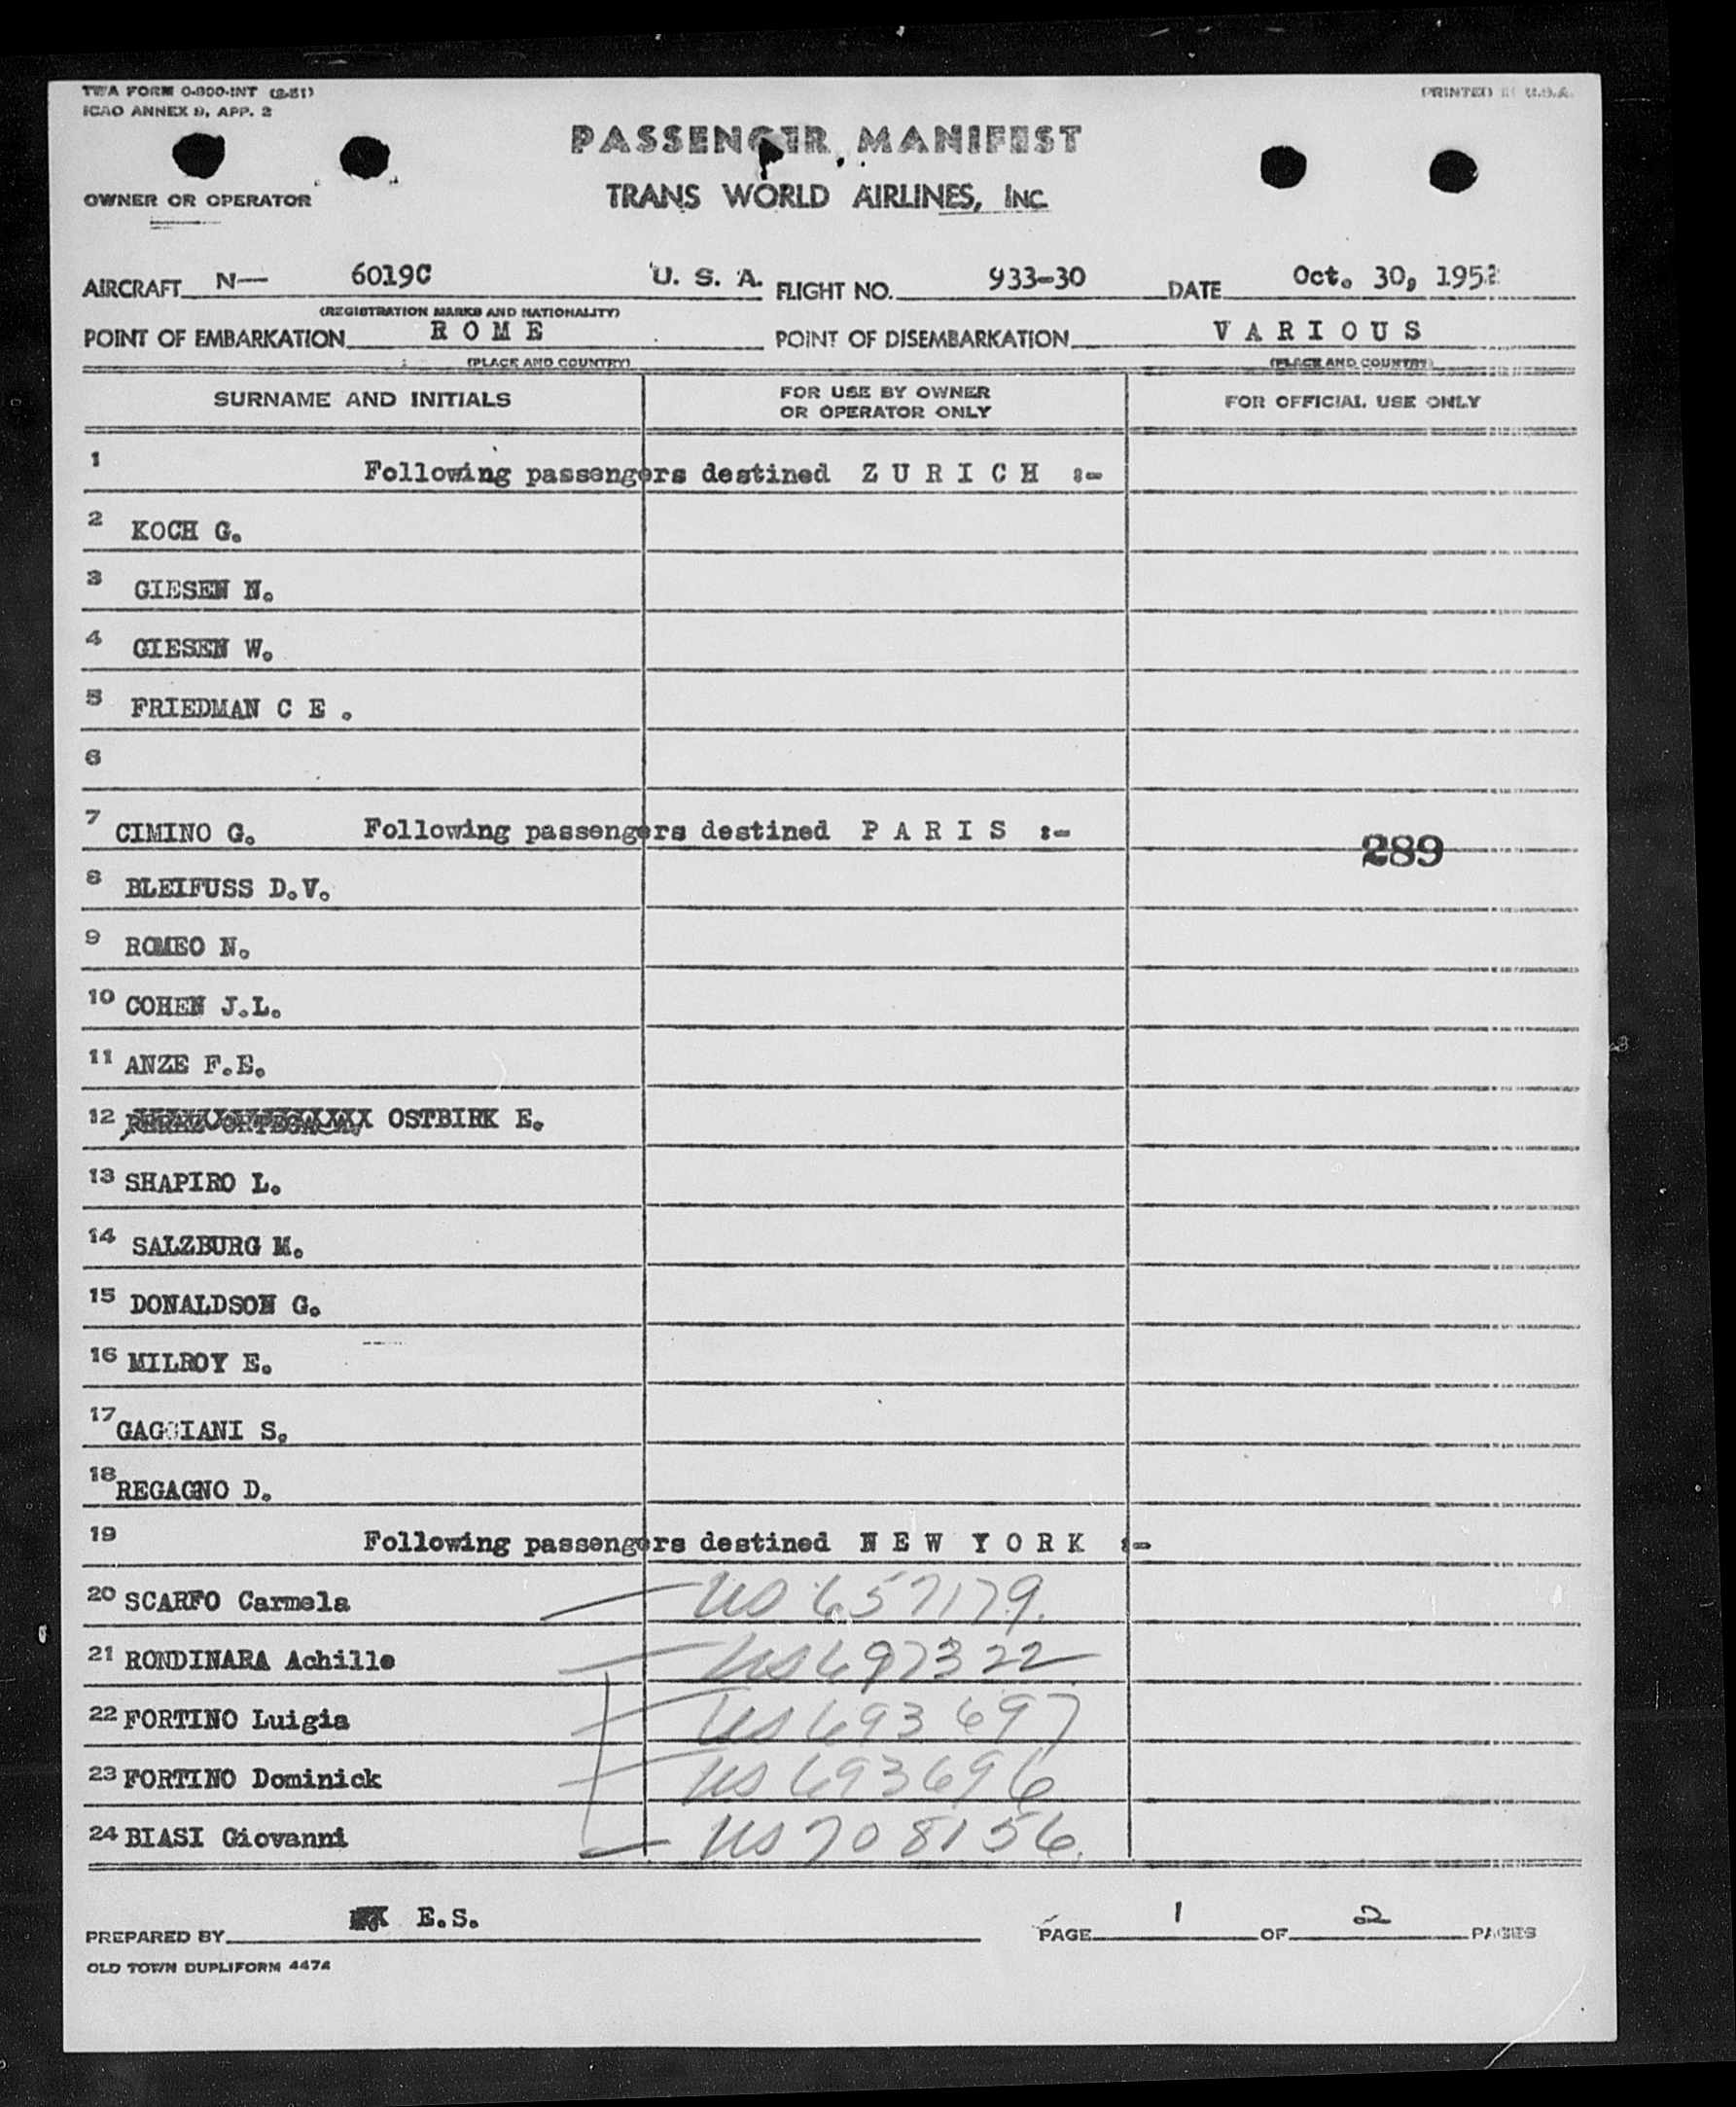 TWA FORM O-800-INT (2-51)
PRINTED IN U.S.A.
ICAO ANNEX 9, APP. 2
PASSENGER MANIFEST
OWNER OR OPERATOR
TRANS WORLD AIRLINES, INC.
AIRCRAFT N— 6019C U. S. A. FLIGHT NO. 933-30 DATE Oct. 30, 1952
(REGISTRATION MARKS AND NATIONALITY)
POINT OF EMBARKATION R O M E POINT OF DISEMBARKATION V A R I O U S
(PLACE AND COUNTRY) (PLACE AND COUNTRY)
SURNAME AND INITIALS FOR USE BY OWNER OR OPERATOR ONLY FOR OFFICIAL USE ONLY
1 Following passengers destined Z U R I C H :-
2 KOCH G.
3 GIESEN N.
4 GIESEN W.
5 FRIEDMAN C E .
6
7 CIMINO G. Following passengers destined P A R I S :-
289
8 BLEIFUSS D.V.
9 ROMEO N.
10 COHEN J.L.
11 ANZE F.E.
12 OSTBIRK E.
13 SHAPIRO L.
14 SALZBURG M.
15 DONALDSON G.
16 MILROY E.
17 GAGGIANI S.
18 REGAGNO D.
19 Following passengers destined N E W Y O R K :-
20 SCARFO Carmela — US 657179.
21 RONDINARA Achille — US 697322
22 FORTINO Luigia — US 693697
23 FORTINO Dominick — US 693696
24 BIASI Giovanni — US 708156.
PREPARED BY E.S. PAGE 1 OF 2 PAGES
OLD TOWN DUPLIFORM 4474